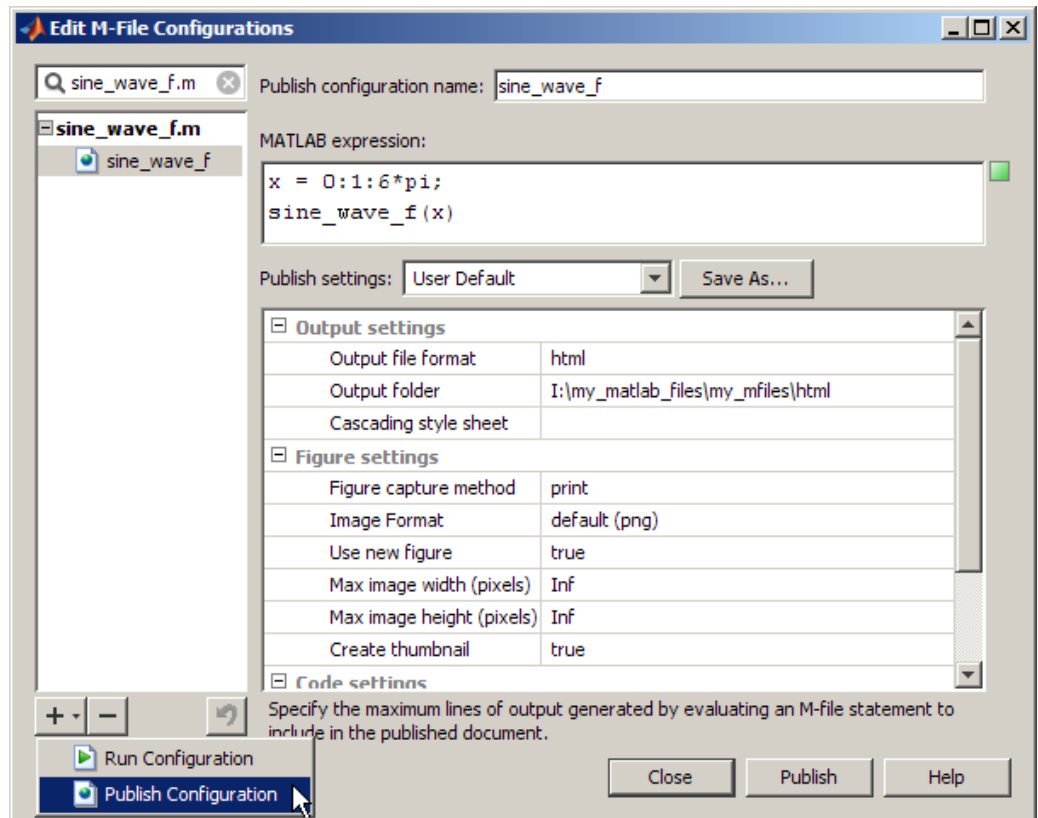 Edit M-File Configurations
sine_wave_f.m
Publish configuration name: sine_wave_f
sine_wave_f.m
sine_wave_f
MATLAB expression:
x = 0:1:6*pi;
sine_wave_f(x)
Publish settings: User Default Save As...
Output settings
Output file format html
Output folder I:\my_matlab_files\my_mfiles\html
Cascading style sheet
Figure settings
Figure capture method print
Image Format default (png)
Use new figure true
Max image width (pixels) Inf
Max image height (pixels) Inf
Create thumbnail true
Code settings
Specify the maximum lines of output generated by evaluating an M-file statement to
include in the published document.
Run Configuration
Publish Configuration
Close Publish Help